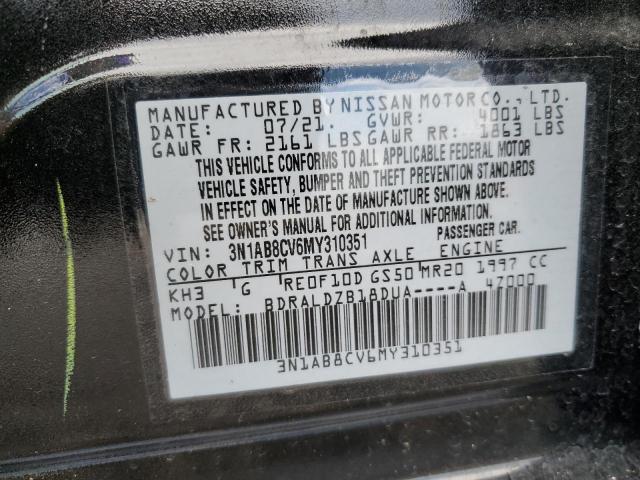 MANUFACTURED BY NISSAN MOTOR CO., LTD.
DATE: 07/21. GVWR: 4001 LBS
GAWR FR: 2161 LBS GAWR RR: 1863 LBS
THIS VEHICLE CONFORMS TO ALL APPLICABLE FEDERAL MOTOR
VEHICLE SAFETY, BUMPER AND THEFT PREVENTION STANDARDS
IN EFFECT ON THE DATE OF MANUFACTURE SHOWN ABOVE.
SEE OWNER'S MANUAL FOR ADDITIONAL INFORMATION.
VIN: 3N1AB8CV6MY310351 PASSENGER CAR.
COLOR TRIM TRANS AXLE ENGINE
KH3 G RE0F10D GS50 MR20 1997 CC
MODEL: BDRALDZB18DUA----A 47000
3N1AB8CV6MY310351